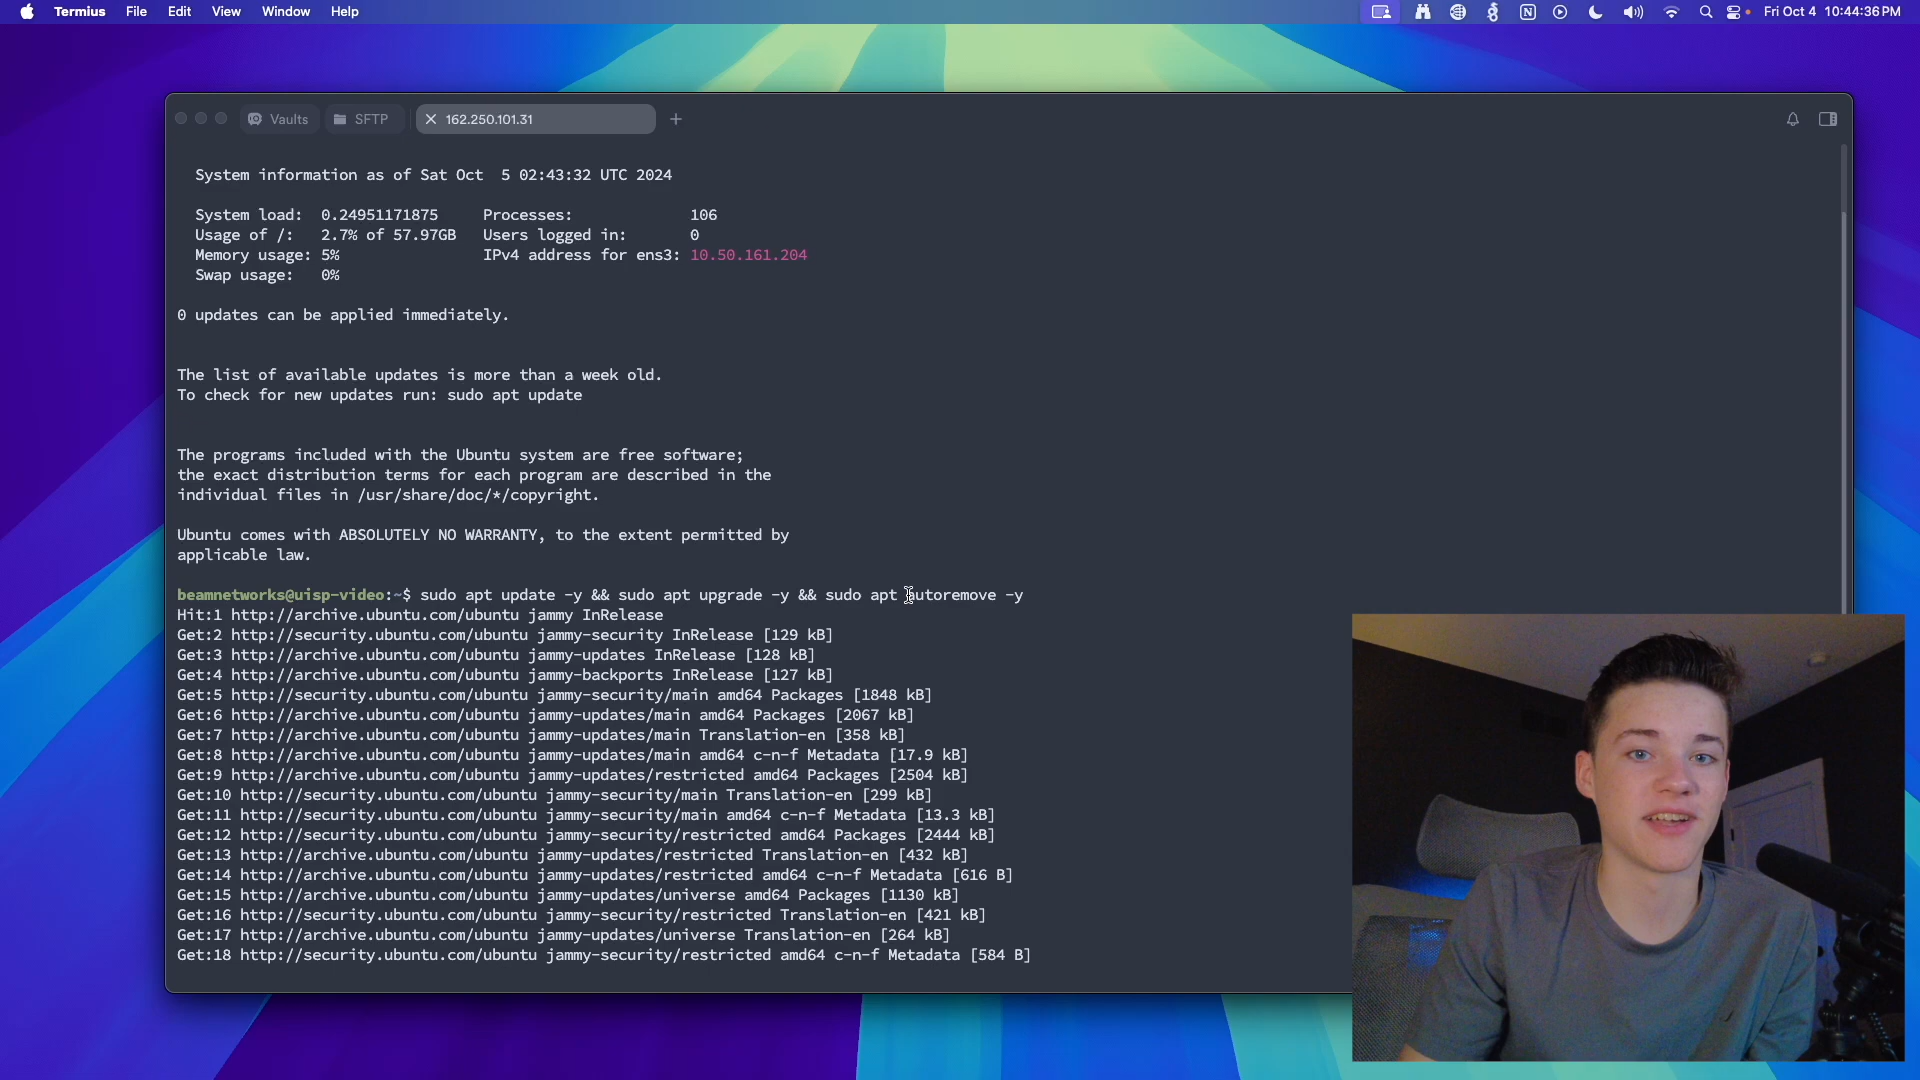 Termius File Edit View Window Help
Fri Oct 4 10:44:36 PM
Vaults SFTP 162.250.101.31
System information as of Sat Oct  5 02:43:32 UTC 2024
System load:  0.24951171875     Processes:             106
Usage of /:   2.7% of 57.97GB   Users logged in:       0
Memory usage: 5%                IPv4 address for ens3: 10.50.161.204
Swap usage:   0%
0 updates can be applied immediately.
The list of available updates is more than a week old.
To check for new updates run: sudo apt update
The programs included with the Ubuntu system are free software;
the exact distribution terms for each program are described in the
individual files in /usr/share/doc/*/copyright.
Ubuntu comes with ABSOLUTELY NO WARRANTY, to the extent permitted by
applicable law.
beamnetworks@uisp-video:~$ sudo apt update -y && sudo apt upgrade -y && sudo apt autoremove -y
Hit:1 http://archive.ubuntu.com/ubuntu jammy InRelease
Get:2 http://security.ubuntu.com/ubuntu jammy-security InRelease [129 kB]
Get:3 http://archive.ubuntu.com/ubuntu jammy-updates InRelease [128 kB]
Get:4 http://archive.ubuntu.com/ubuntu jammy-backports InRelease [127 kB]
Get:5 http://security.ubuntu.com/ubuntu jammy-security/main amd64 Packages [1848 kB]
Get:6 http://archive.ubuntu.com/ubuntu jammy-updates/main amd64 Packages [2067 kB]
Get:7 http://archive.ubuntu.com/ubuntu jammy-updates/main Translation-en [358 kB]
Get:8 http://archive.ubuntu.com/ubuntu jammy-updates/main amd64 c-n-f Metadata [17.9 kB]
Get:9 http://archive.ubuntu.com/ubuntu jammy-updates/restricted amd64 Packages [2504 kB]
Get:10 http://security.ubuntu.com/ubuntu jammy-security/main Translation-en [299 kB]
Get:11 http://security.ubuntu.com/ubuntu jammy-security/main amd64 c-n-f Metadata [13.3 kB]
Get:12 http://security.ubuntu.com/ubuntu jammy-security/restricted amd64 Packages [2444 kB]
Get:13 http://archive.ubuntu.com/ubuntu jammy-updates/restricted Translation-en [432 kB]
Get:14 http://archive.ubuntu.com/ubuntu jammy-updates/restricted amd64 c-n-f Metadata [616 B]
Get:15 http://archive.ubuntu.com/ubuntu jammy-updates/universe amd64 Packages [1130 kB]
Get:16 http://security.ubuntu.com/ubuntu jammy-security/restricted Translation-en [421 kB]
Get:17 http://archive.ubuntu.com/ubuntu jammy-updates/universe Translation-en [264 kB]
Get:18 http://security.ubuntu.com/ubuntu jammy-security/restricted amd64 c-n-f Metadata [584 B]